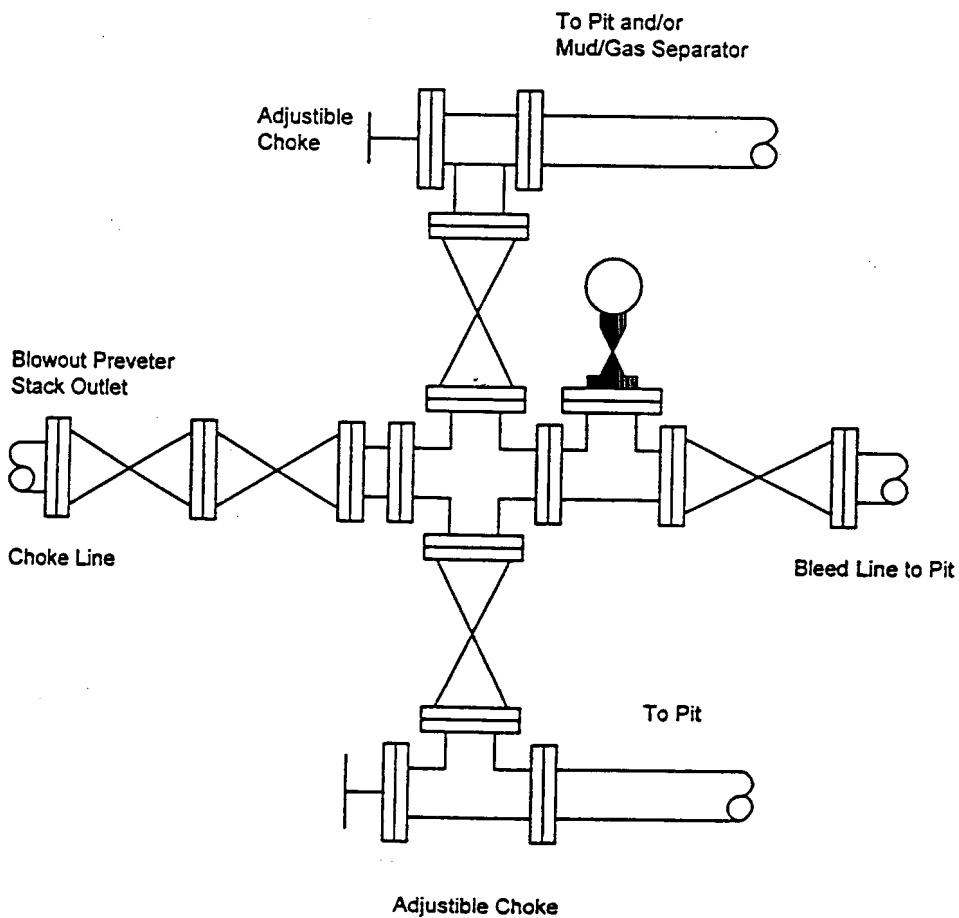 To Pit and/or
Mud/Gas Separator
Adjustible
Choke
Blowout Preveter
Stack Outlet
Choke Line
Bleed Line to Pit
To Pit
Adjustible Choke